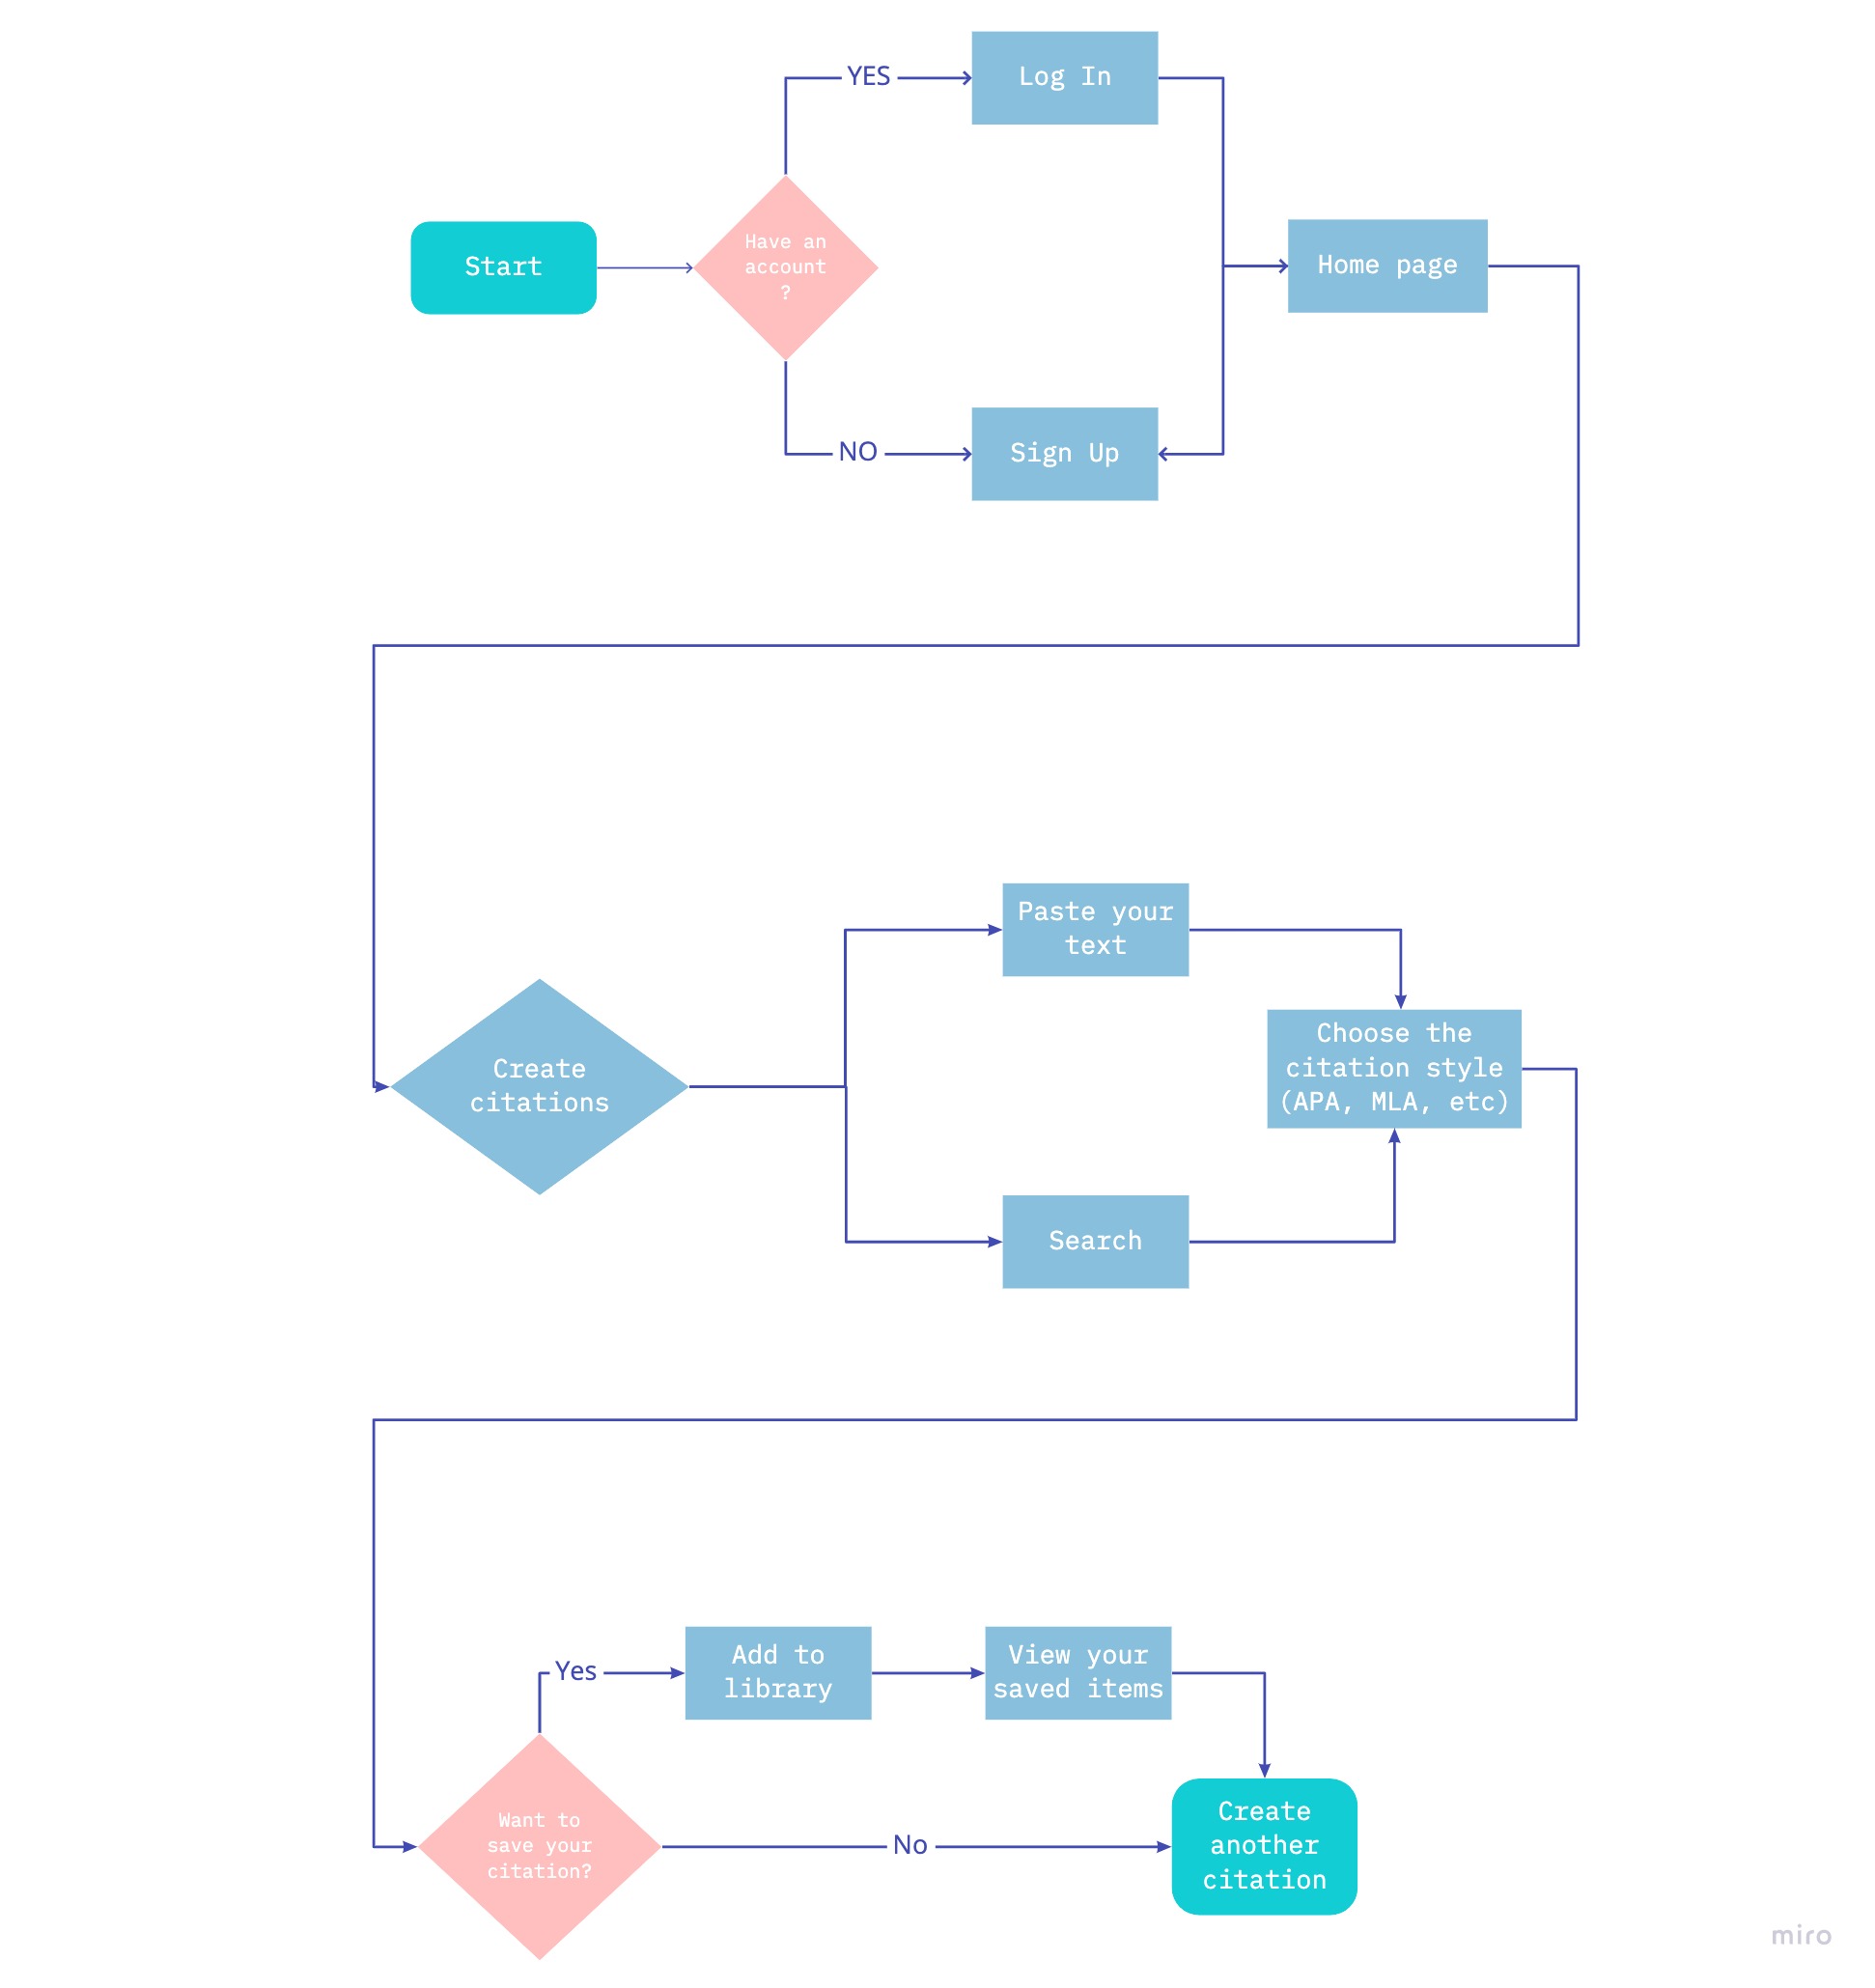 YES
Log In
Start
Have an
account
?
Home page
NO
Sign Up
Paste your
text
Create
citations
Choose the
citation style
(APA, MLA, etc)
Search
Yes
Add to
library
View your
saved items
Want to
save your
citation?
No
Create
another
citation
miro